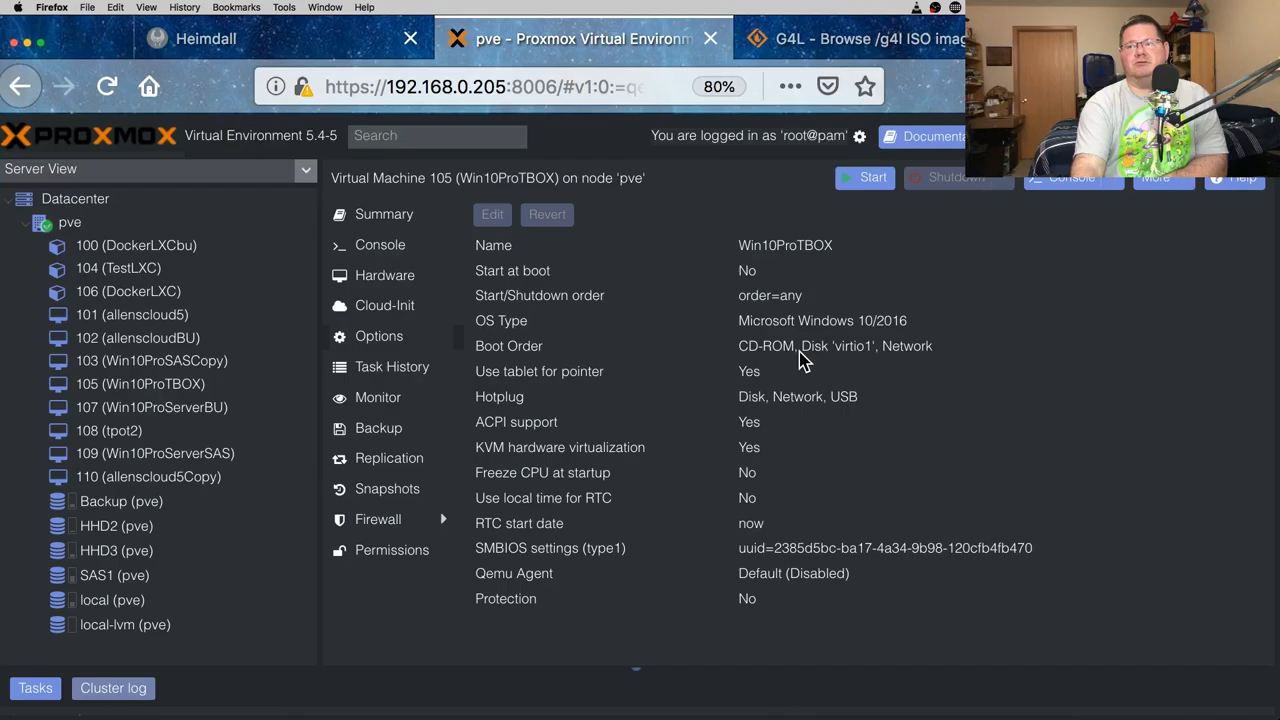 Firefox File Edit View History Bookmarks Tools Window Help
Heimdall
pve - Proxmox Virtual Environm
G4L - Browse /g4l ISO imag
https://192.168.0.205:8006/#v1:0:=qe
80%
PROXMOX Virtual Environment 5.4-5
Search
You are logged in as 'root@pam'
Documenta
Server View
Virtual Machine 105 (Win10ProTBOX) on node 'pve'
Start
Shutdown
Console
More
Help
Datacenter
pve
100 (DockerLXCbu)
104 (TestLXC)
106 (DockerLXC)
101 (allenscloud5)
102 (allenscloudBU)
103 (Win10ProSASCopy)
105 (Win10ProTBOX)
107 (Win10ProServerBU)
108 (tpot2)
109 (Win10ProServerSAS)
110 (allenscloud5Copy)
Backup (pve)
HHD2 (pve)
HHD3 (pve)
SAS1 (pve)
local (pve)
local-lvm (pve)
Summary
Console
Hardware
Cloud-Init
Options
Task History
Monitor
Backup
Replication
Snapshots
Firewall
Permissions
Edit
Revert
Name Win10ProTBOX
Start at boot No
Start/Shutdown order order=any
OS Type Microsoft Windows 10/2016
Boot Order CD-ROM, Disk 'virtio1', Network
Use tablet for pointer Yes
Hotplug Disk, Network, USB
ACPI support Yes
KVM hardware virtualization Yes
Freeze CPU at startup No
Use local time for RTC No
RTC start date now
SMBIOS settings (type1) uuid=2385d5bc-ba17-4a34-9b98-120cfb4fb470
Qemu Agent Default (Disabled)
Protection No
Tasks
Cluster log